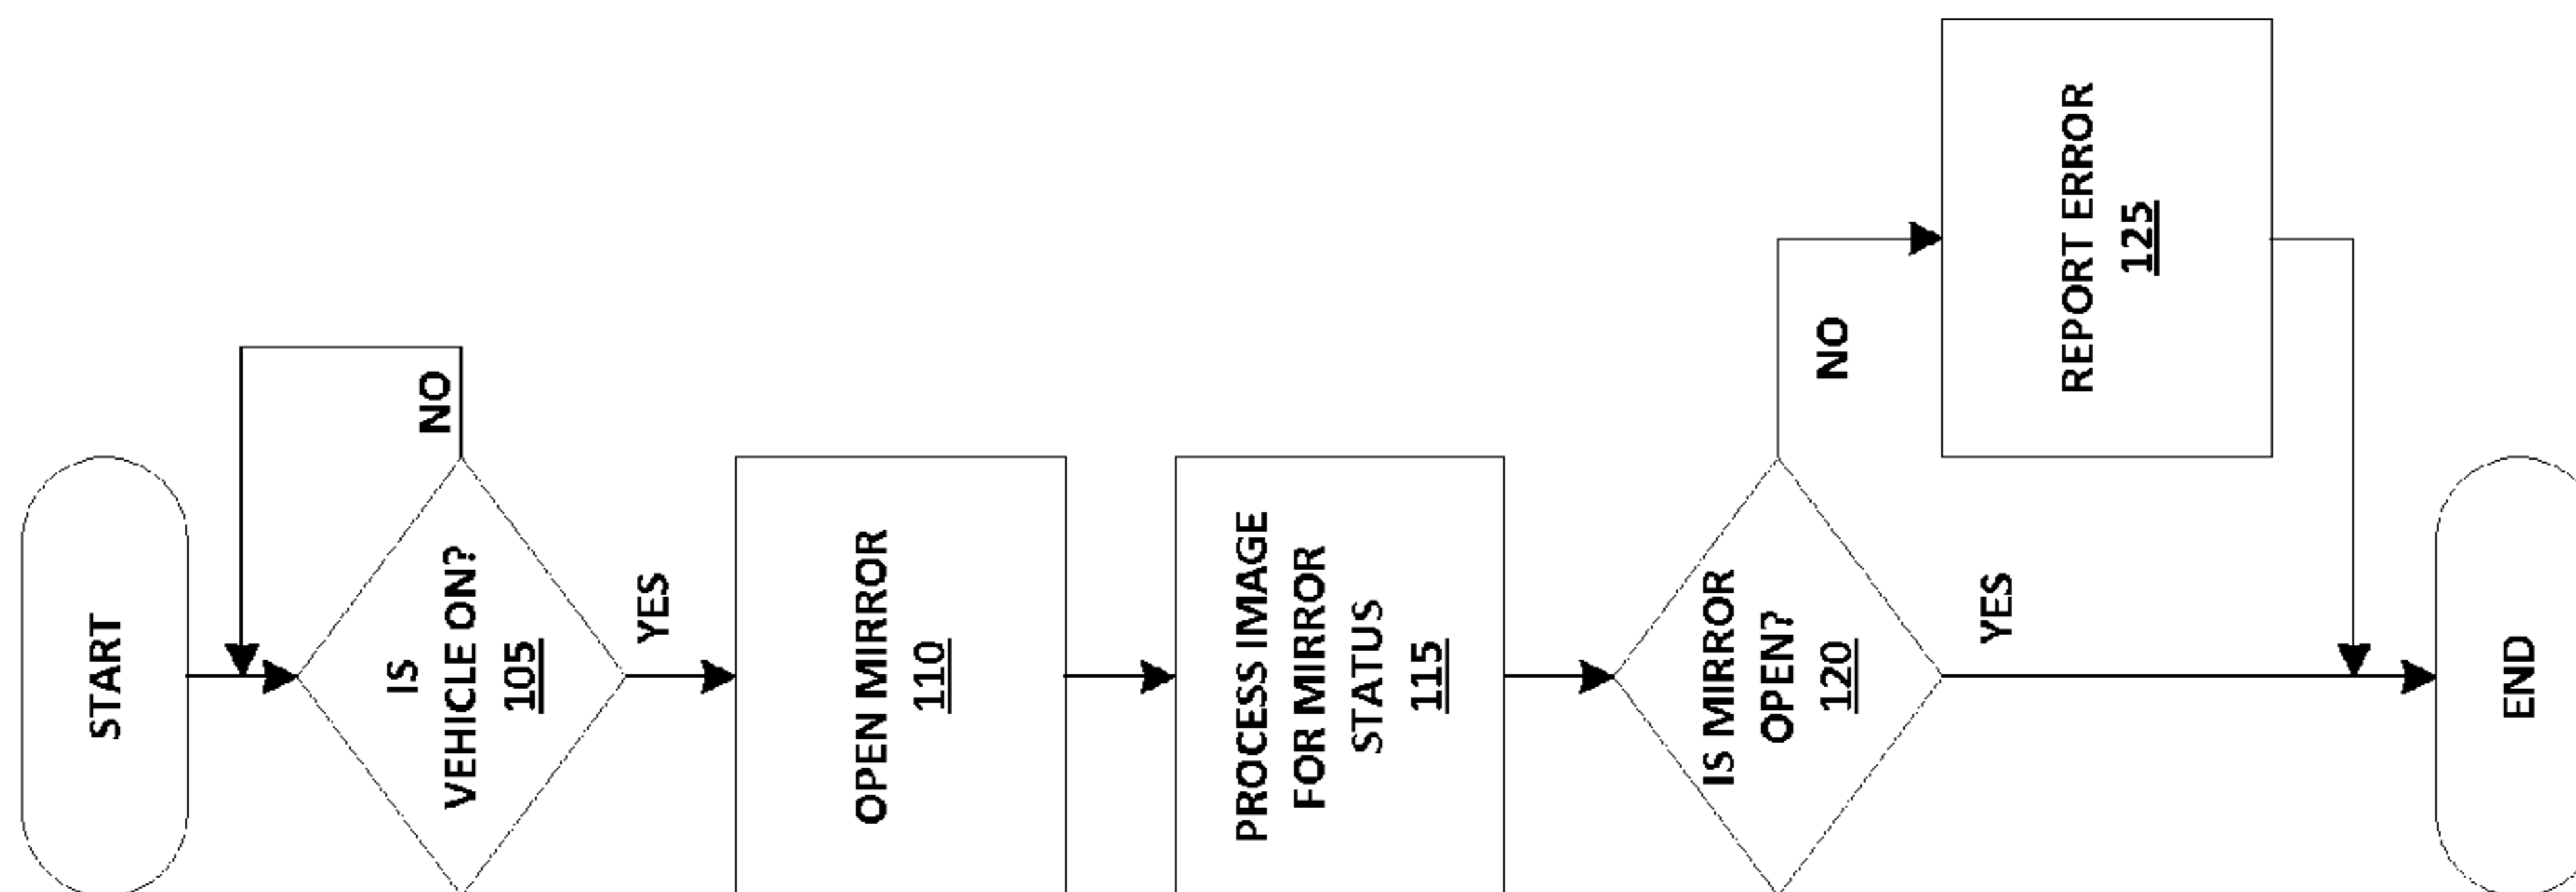 START
IS
VEHICLE ON?
105
NO
YES
OPEN MIRROR
110
PROCESS IMAGE
FOR MIRROR
STATUS
115
IS MIRROR
OPEN?
120
NO
YES
REPORT ERROR
125
END